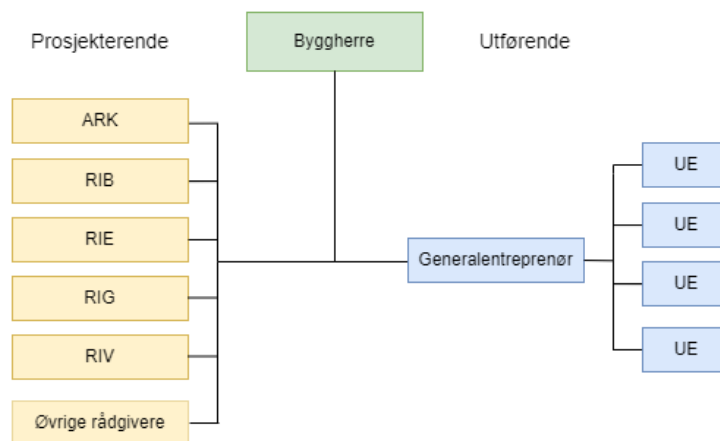 Prosjekterende
Byggherre
Utførende
ARK
RIB
RIE
RIG
RIV
Øvrige rådgivere
Generalentreprenør
UE
UE
UE
UE